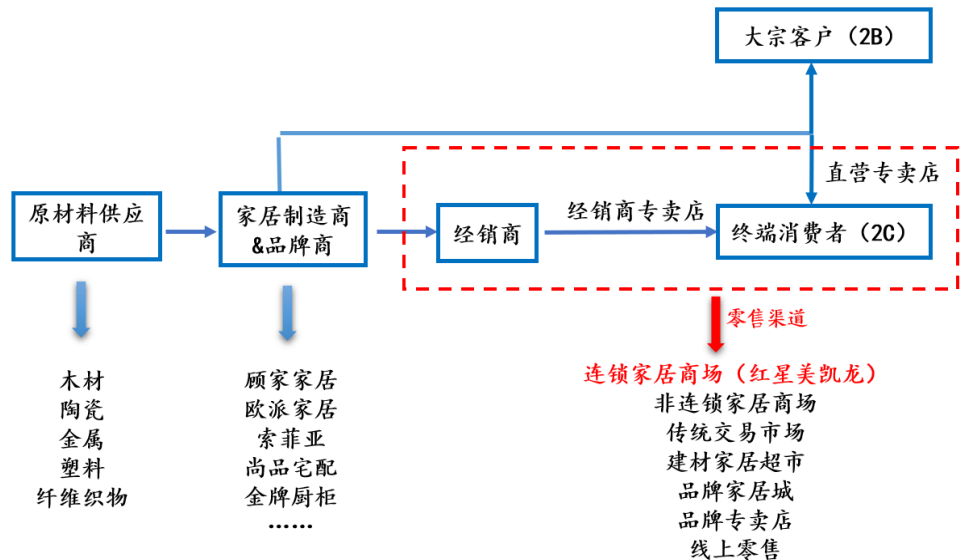 大宗客户（2B）
直营专卖店
原材料供应
商
家居制造商
&品牌商
经销商
经销商专卖店
终端消费者（2C）
零售渠道
木材
陶瓷
金属
塑料
纤维织物
顾家家居
欧派家居
索菲亚
尚品宅配
金牌厨柜
……
连锁家居商场（红星美凯龙）
非连锁家居商场
传统交易市场
建材家居超市
品牌家居城
品牌专卖店
线上零售